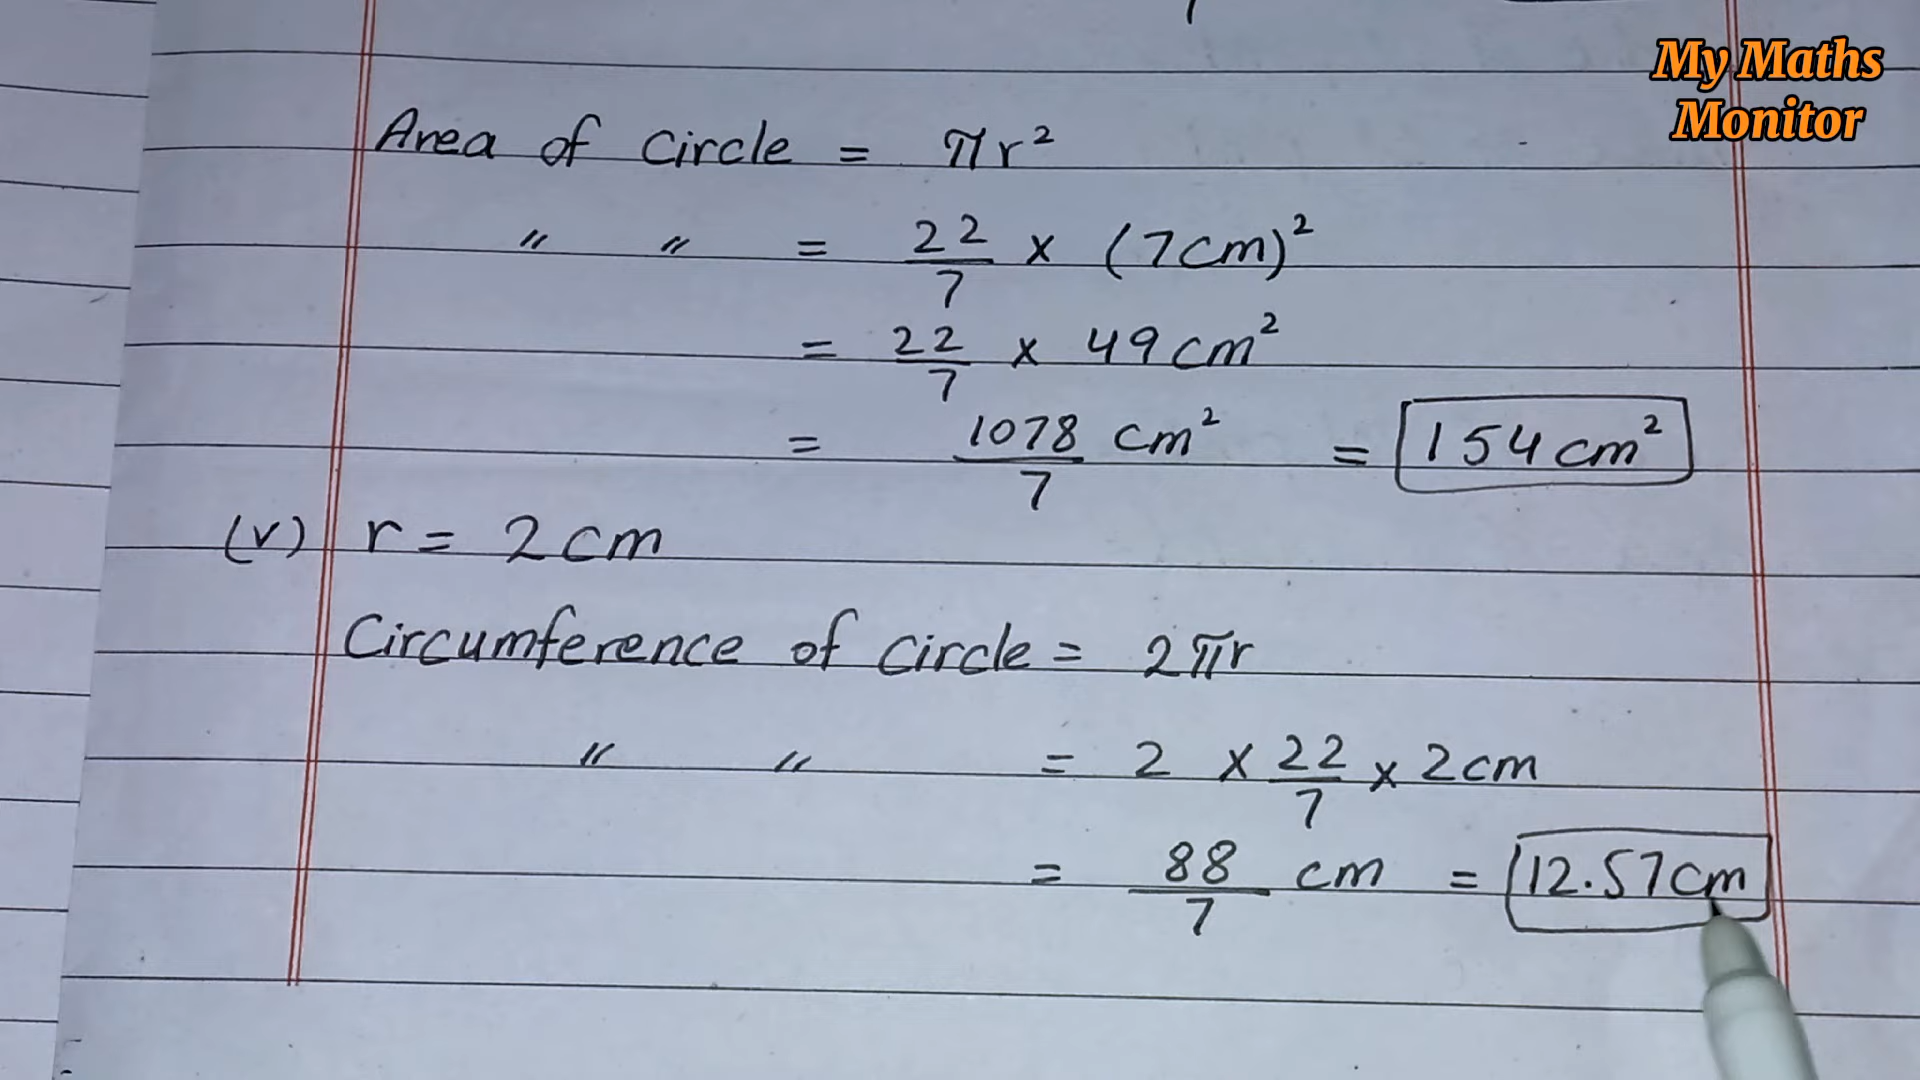 My Maths
Monitor
Area of circle = πr²
" " = 22/7 × (7cm)²
= 22/7 × 49cm²
= 1078/7 cm² = 154cm²
(v) r = 2cm
Circumference of circle = 2πr
" " = 2 × 22/7 × 2cm
= 88/7 cm = 12.57cm